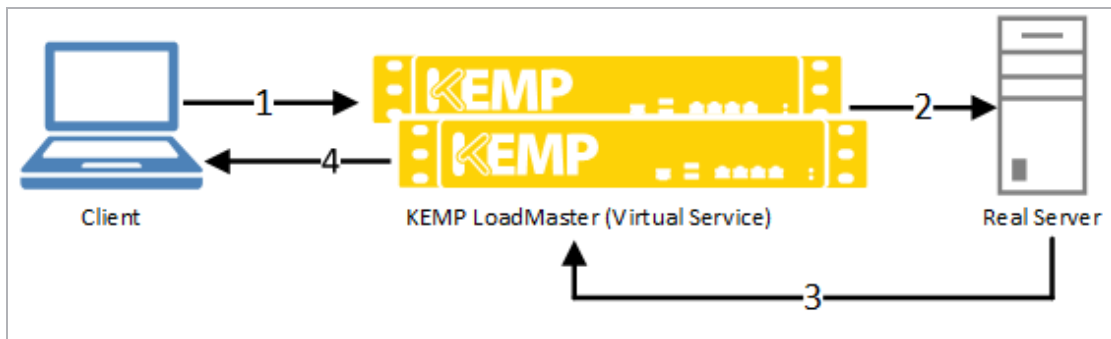 KEMP
1
2
KEMP
4
Client
KEMP LoadMaster (Virtual Service)
Real Server
3